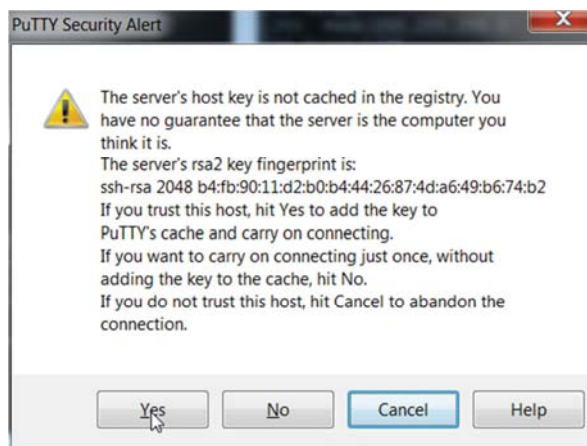 PuTTY Security Alert
The server's host key is not cached in the registry. You
have no guarantee that the server is the computer you
think it is.
The server's rsa2 key fingerprint is:
ssh-rsa 2048 b4:fb:90:11:d2:b0:b4:44:26:87:4d:a6:49:b6:74:b2
If you trust this host, hit Yes to add the key to
PuTTY's cache and carry on connecting.
If you want to carry on connecting just once, without
adding the key to the cache, hit No.
If you do not trust this host, hit Cancel to abandon the
connection.
Yes No Cancel Help